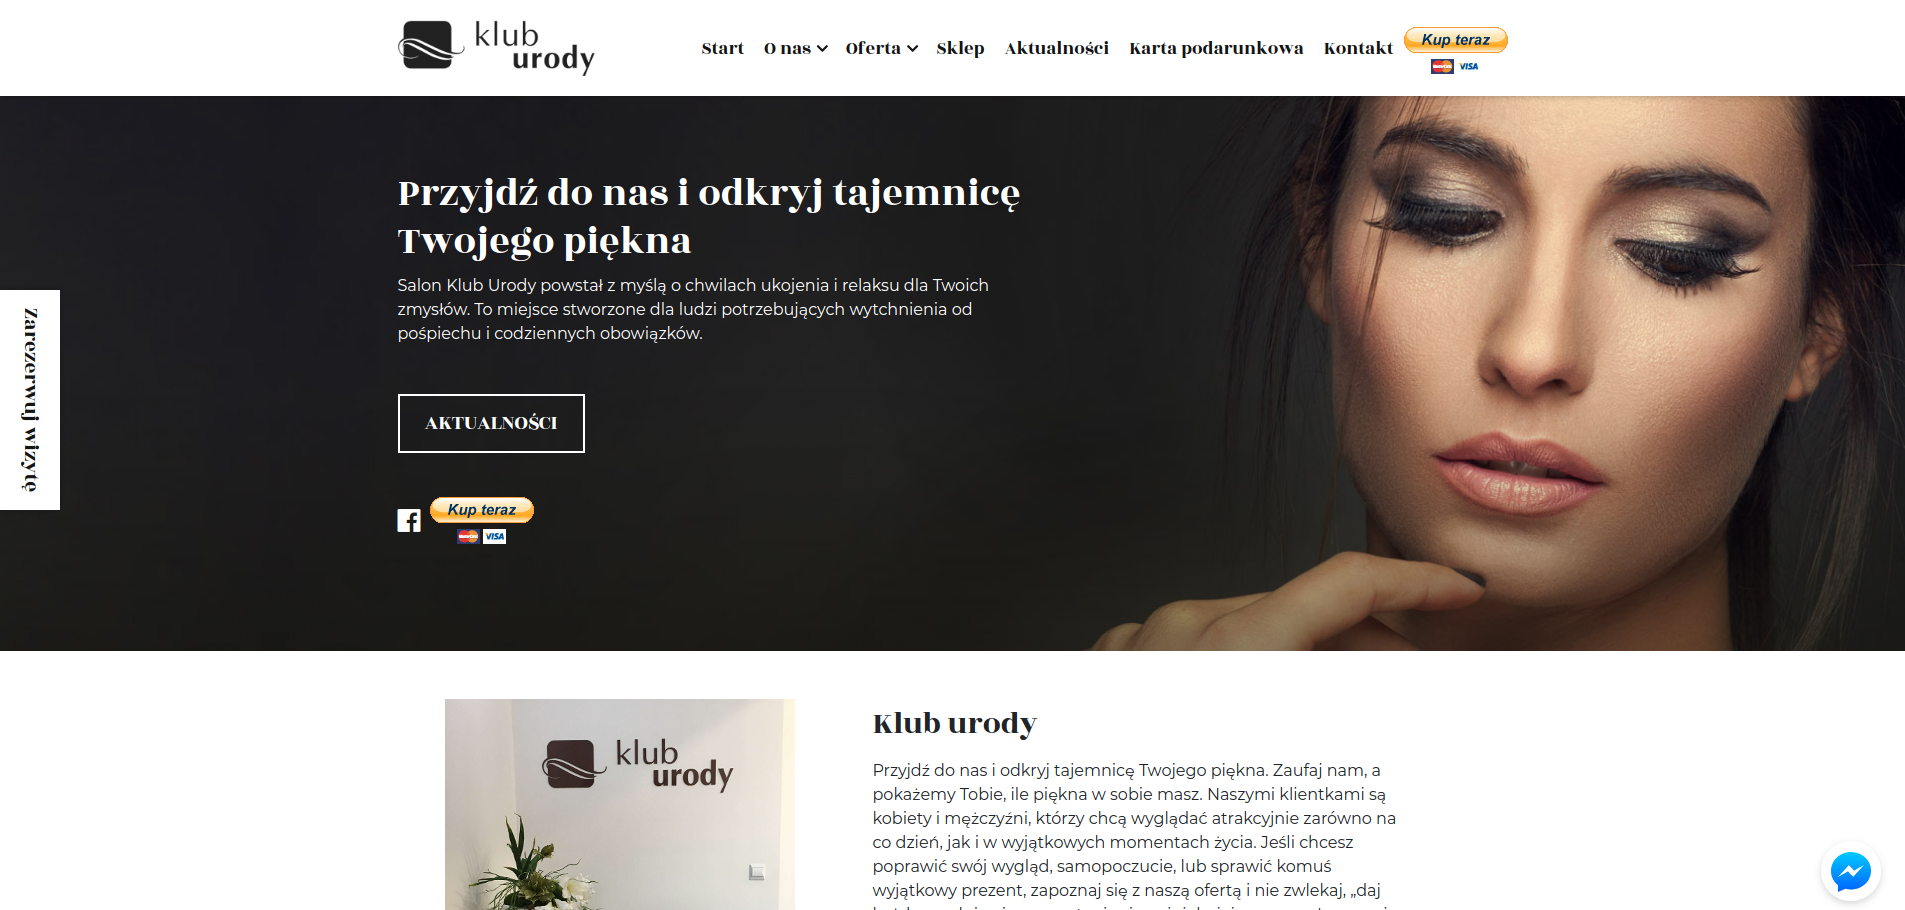 klub
urody
Start O nas Oferta Sklep Aktualności Karta podarunkowa Kontakt
Kup teraz
MasterCard VISA
Przyjdź do nas i odkryj tajemnicę
Twojego piękna
Salon Klub Urody powstał z myślą o chwilach ukojenia i relaksu dla Twoich
zmysłów. To miejsce stworzone dla ludzi potrzebujących wytchnienia od
pośpiechu i codziennych obowiązków.
Zarezerwuj wizytę
AKTUALNOŚCI
Kup teraz
MasterCard VISA
klub
urody
Klub urody
Przyjdź do nas i odkryj tajemnicę Twojego piękna. Zaufaj nam, a
pokażemy Tobie, ile piękna w sobie masz. Naszymi klientkami są
kobiety i mężczyźni, którzy chcą wyglądać atrakcyjnie zarówno na
co dzień, jak i w wyjątkowych momentach życia. Jeśli chcesz
poprawić swój wygląd, samopoczucie, lub sprawić komuś
wyjątkowy prezent, zapoznaj się z naszą ofertą i nie zwlekaj, „daj